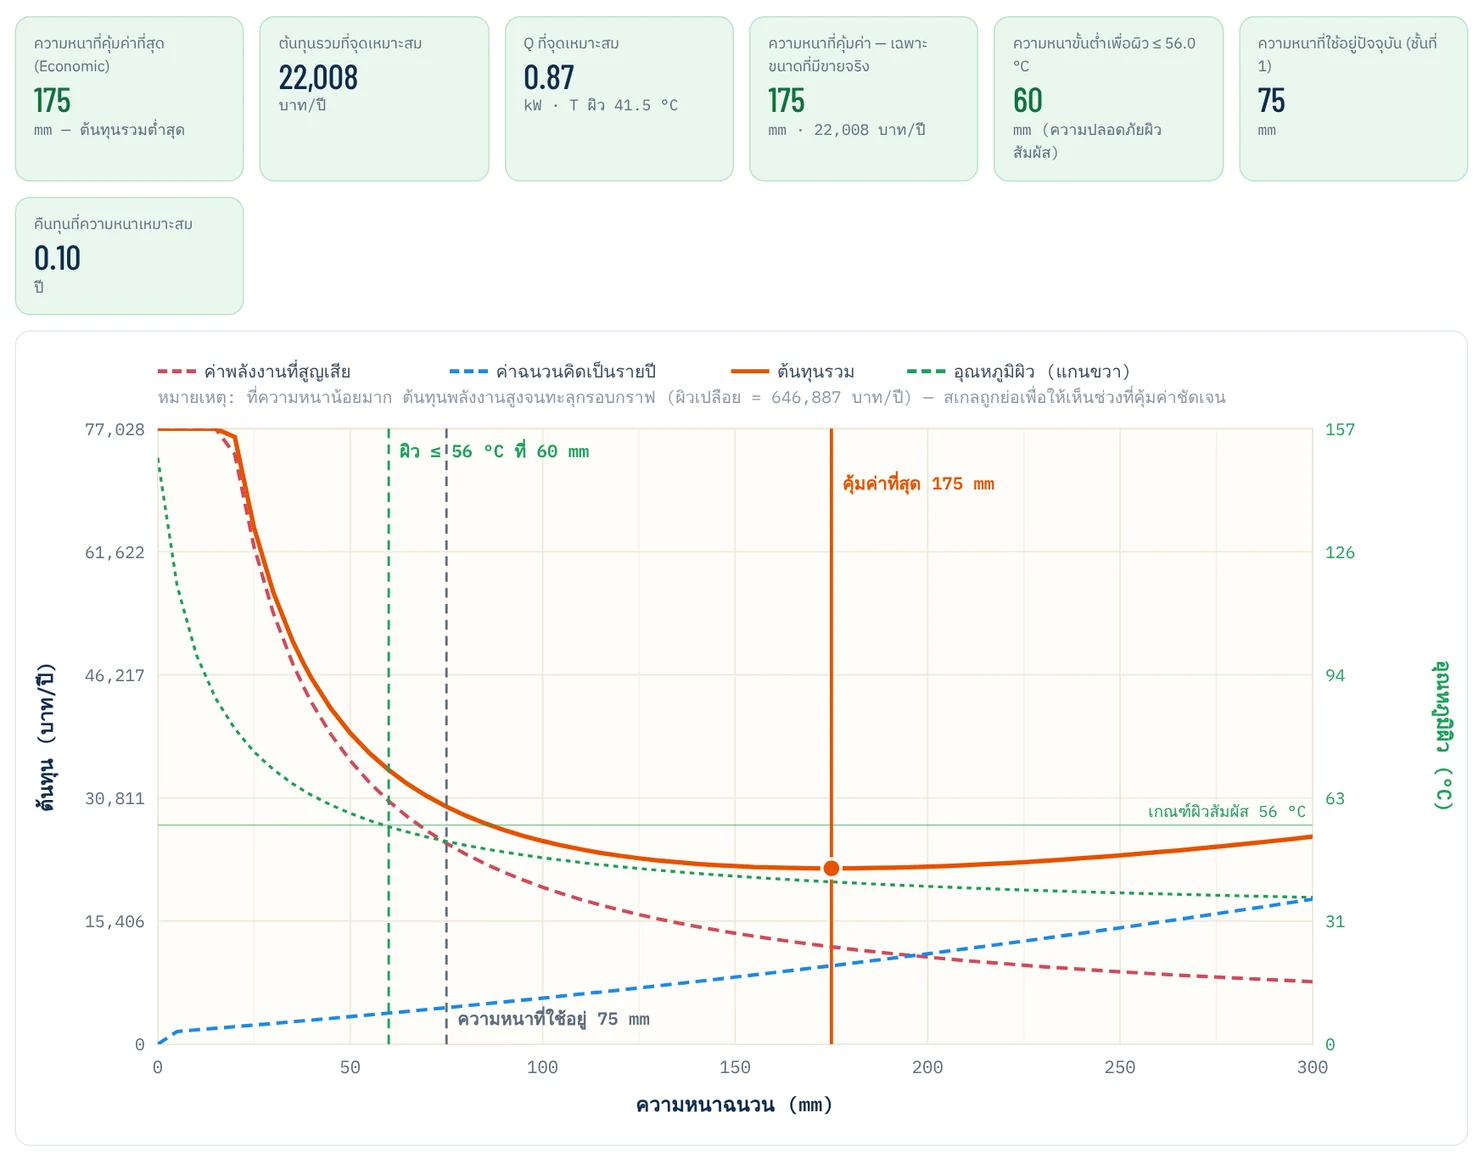 ความหนาที่คุ้มค่าที่สุด
(Economic)
175
mm — ต้นทุนรวมต่ำสุด
ต้นทุนรวมที่จุดเหมาะสม
22,008
บาท/ปี
Q ที่จุดเหมาะสม
0.87
kW · T ผิว 41.5 °C
ความหนาที่คุ้มค่า — เฉพาะ
ขนาดที่มีขายจริง
175
mm · 22,008 บาท/ปี
ความหนาขั้นต่ำเพื่อผิว ≤ 56.0
°C
60
mm (ความปลอดภัยผิว
สัมผัส)
ความหนาที่ใช้อยู่ปัจจุบัน (ชั้นที่
1)
75
mm
คืนทุนที่ความหนาเหมาะสม
0.10
ปี
ค่าพลังงานที่สูญเสีย ค่าฉนวนคิดเป็นรายปี ต้นทุนรวม อุณหภูมิผิว (แกนขวา)
หมายเหตุ: ที่ความหนาน้อยมาก ต้นทุนพลังงานสูงจนทะลุกรอบกราฟ (ผิวเปลือย = 646,887 บาท/ปี) — สเกลถูกย่อเพื่อให้เห็นช่วงที่คุ้มค่าชัดเจน
77,028
61,622
46,217
30,811
15,406
0
ต้นทุน (บาท/ปี)
ผิว ≤ 56 °C ที่ 60 mm
คุ้มค่าที่สุด 175 mm
เกณฑ์ผิวสัมผัส 56 °C
ความหนาที่ใช้อยู่ 75 mm
157
126
94
63
31
0
อุณหภูมิผิว (°C)
0 50 100 150 200 250 300
ความหนาฉนวน (mm)